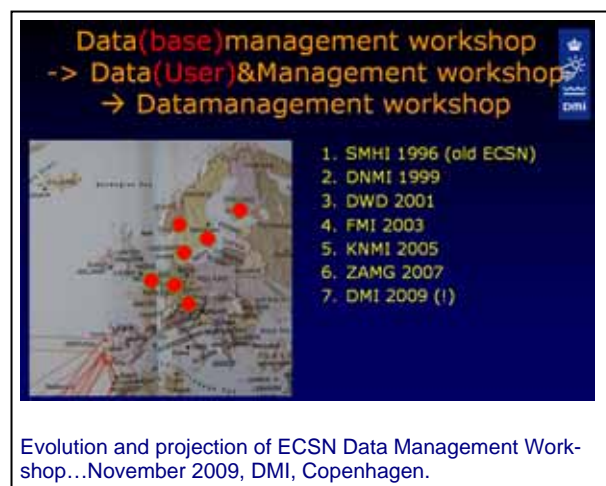 Data(base)management workshop
-> Data(User)&Management workshop
→ Datamanagement workshop
DMI
1. SMHI 1996 (old ECSN)
2. DNMI 1999
3. DWD 2001
4. FMI 2003
5. KNMI 2005
6. ZAMG 2007
7. DMI 2009 (!)
Evolution and projection of ECSN Data Management Work-
shop…November 2009, DMI, Copenhagen.